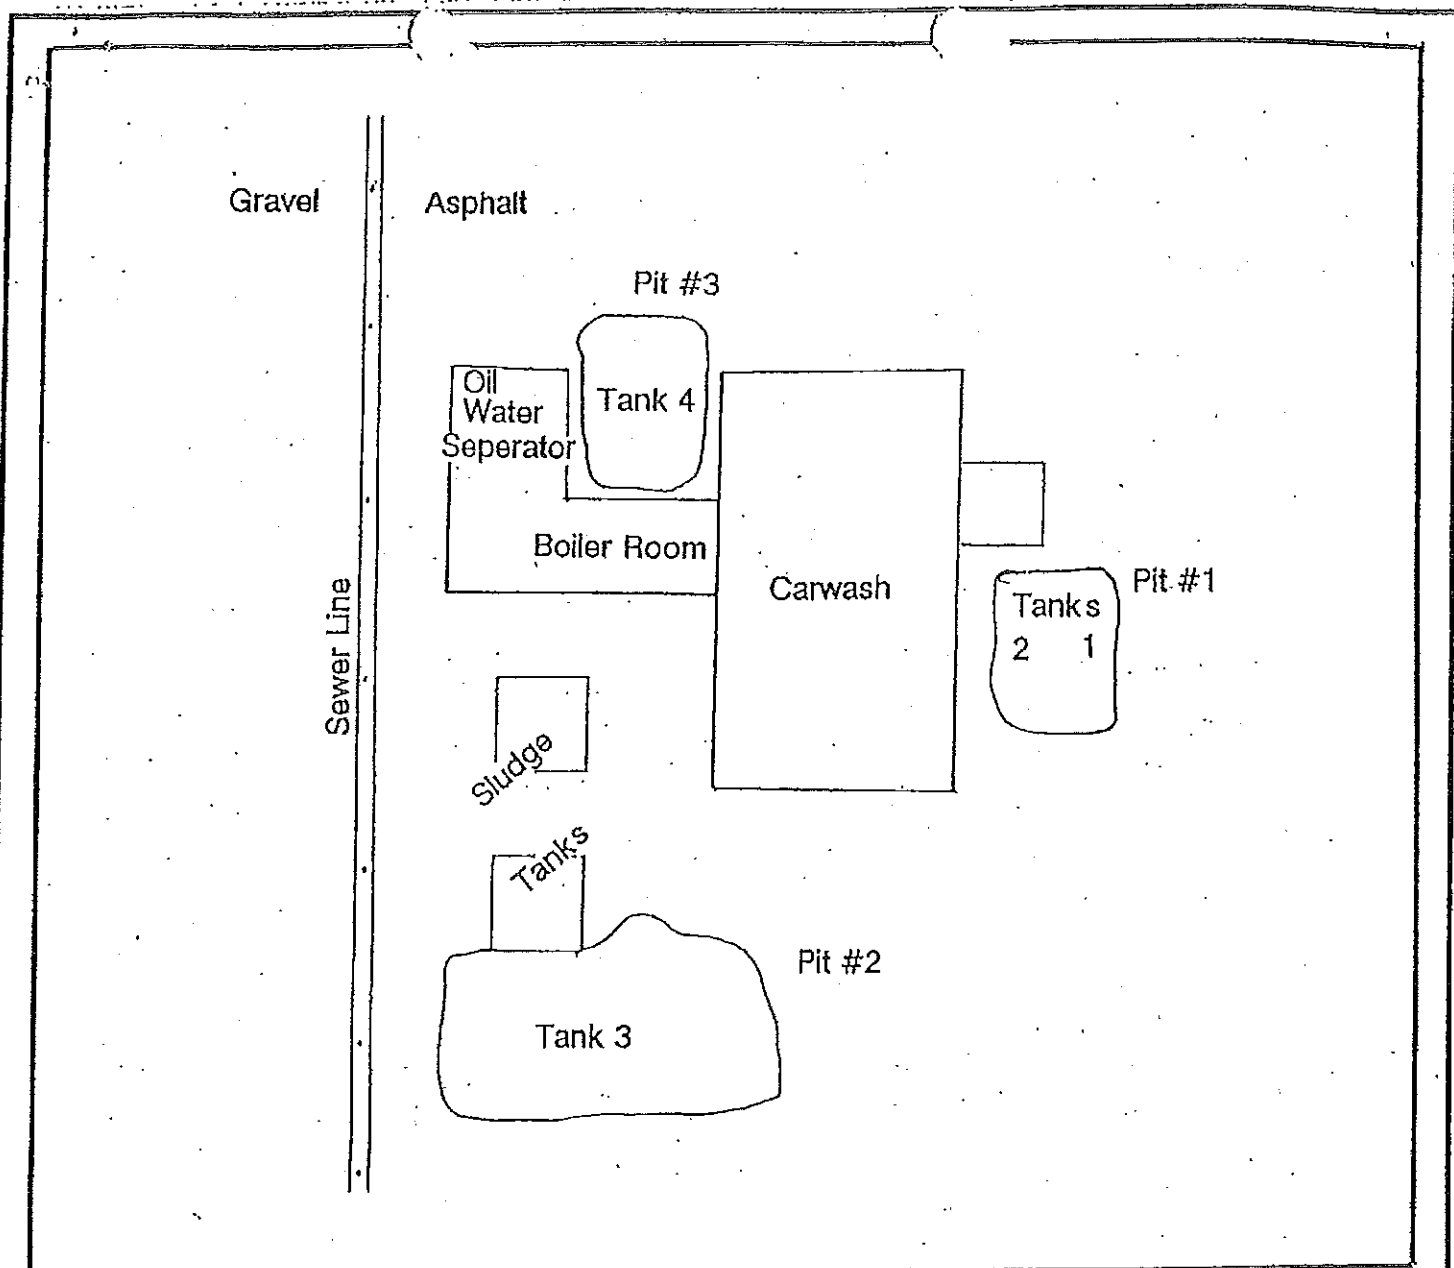 Gravel
Asphalt
Pit #3
Oil
Water
Seperator
Tank 4
Boiler Room
Carwash
Pit #1
Tanks
2 1
Sewer Line
Sludge
Tanks
Pit #2
Tank 3